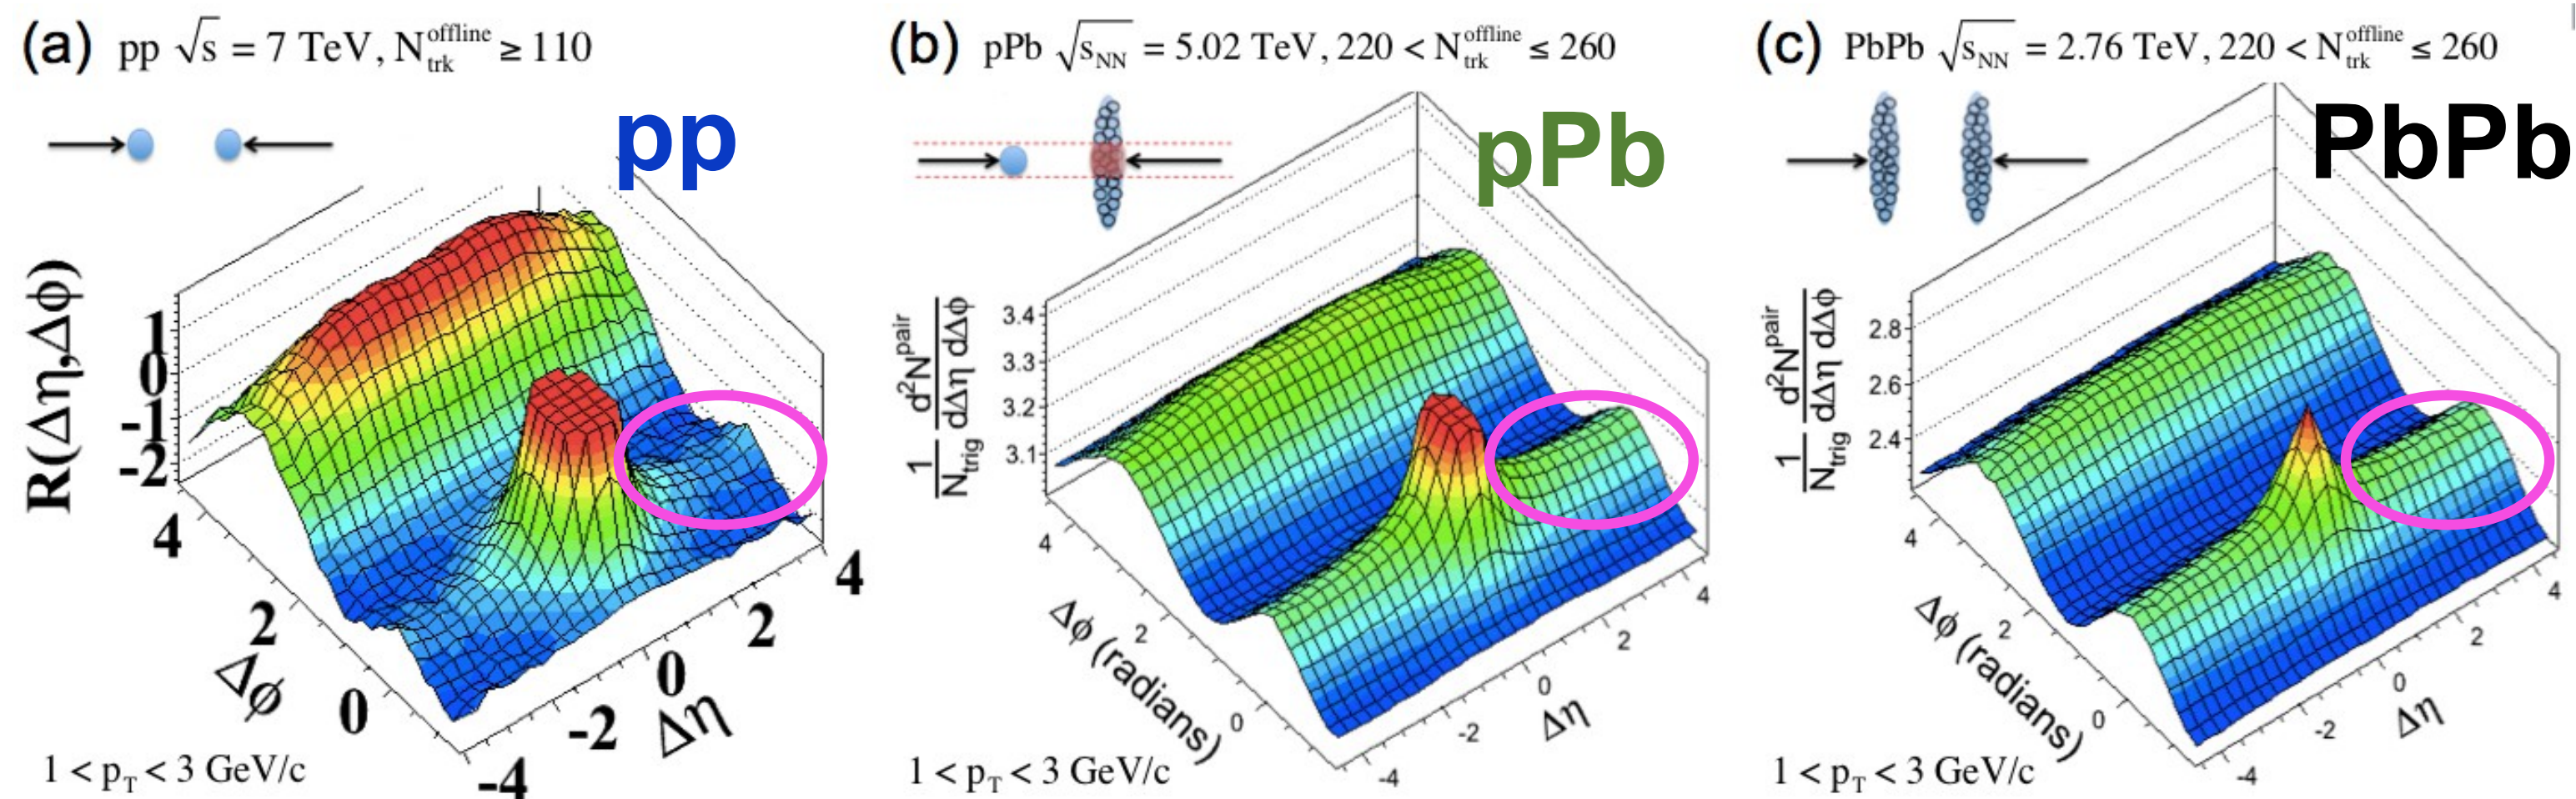 (a) pp √s = 7 TeV, N_trk^offline ≥ 110
pp
R(Δη,Δϕ)
1
0
-1
-2
4
2
0
Δϕ
-4
-2
0
2
4
Δη
1 < p_T < 3 GeV/c
(b) pPb √s_NN = 5.02 TeV, 220 < N_trk^offline ≤ 260
pPb
1/N_trig d²N^pair/dΔη dΔϕ
3.4
3.3
3.2
3.1
4
2
0
Δϕ (radians)
-4
-2
0
2
4
Δη
1 < p_T < 3 GeV/c
(c) PbPb √s_NN = 2.76 TeV, 220 < N_trk^offline ≤ 260
PbPb
1/N_trig d²N^pair/dΔη dΔϕ
2.8
2.6
2.4
4
2
0
Δϕ (radians)
-4
-2
0
2
4
Δη
1 < p_T < 3 GeV/c